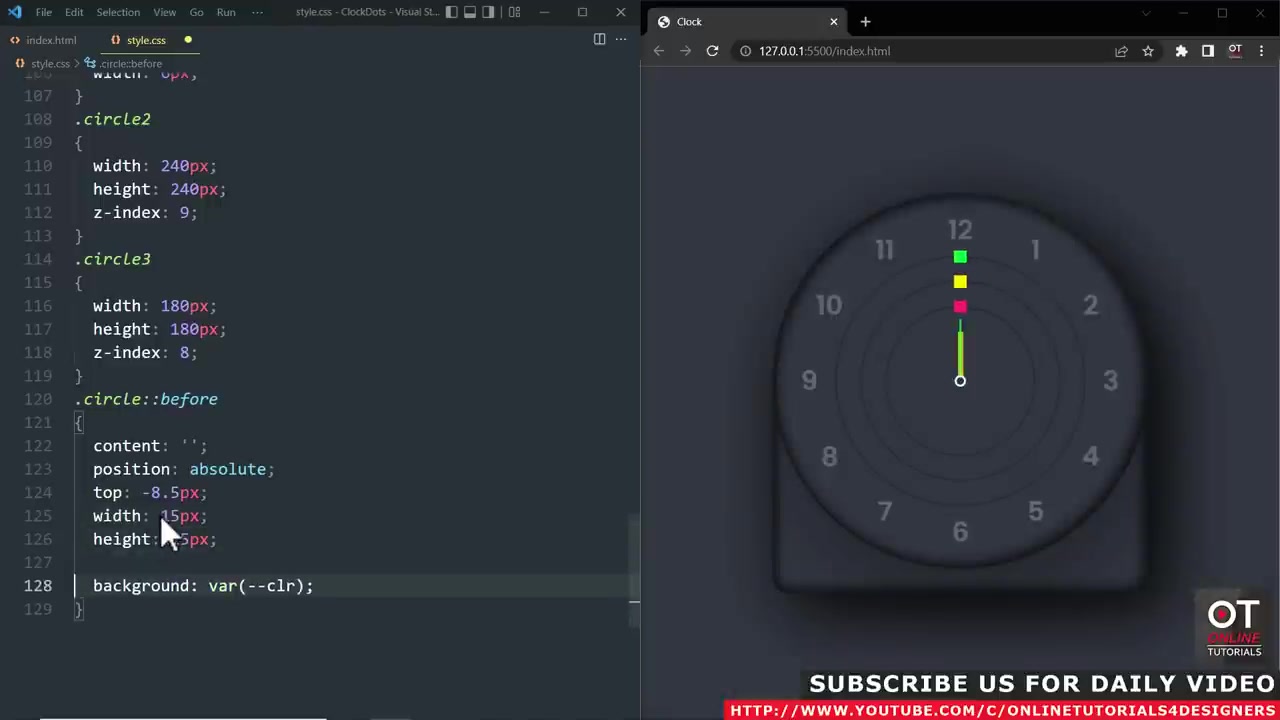 File Edit Selection View Go Run ··· style.css - ClockDots - Visual St...
index.html style.css
style.css > .circle::before
107 }
108 .circle2
109 {
110 width: 240px;
111 height: 240px;
112 z-index: 9;
113 }
114 .circle3
115 {
116 width: 180px;
117 height: 180px;
118 z-index: 8;
119 }
120 .circle::before
121 {
122 content: '';
123 position: absolute;
124 top: -8.5px;
125 width: 15px;
126 height: 5px;
127
128 background: var(--clr);
129 }
Clock
127.0.0.1:5500/index.html
OT
12
11 1
10 2
9 3
8 4
7 5
6
OT
ONLINE
TUTORIALS
SUBSCRIBE US FOR DAILY VIDEO
HTTP://WWW.YOUTUBE.COM/C/ONLINETUTORIALS4DESIGNERS